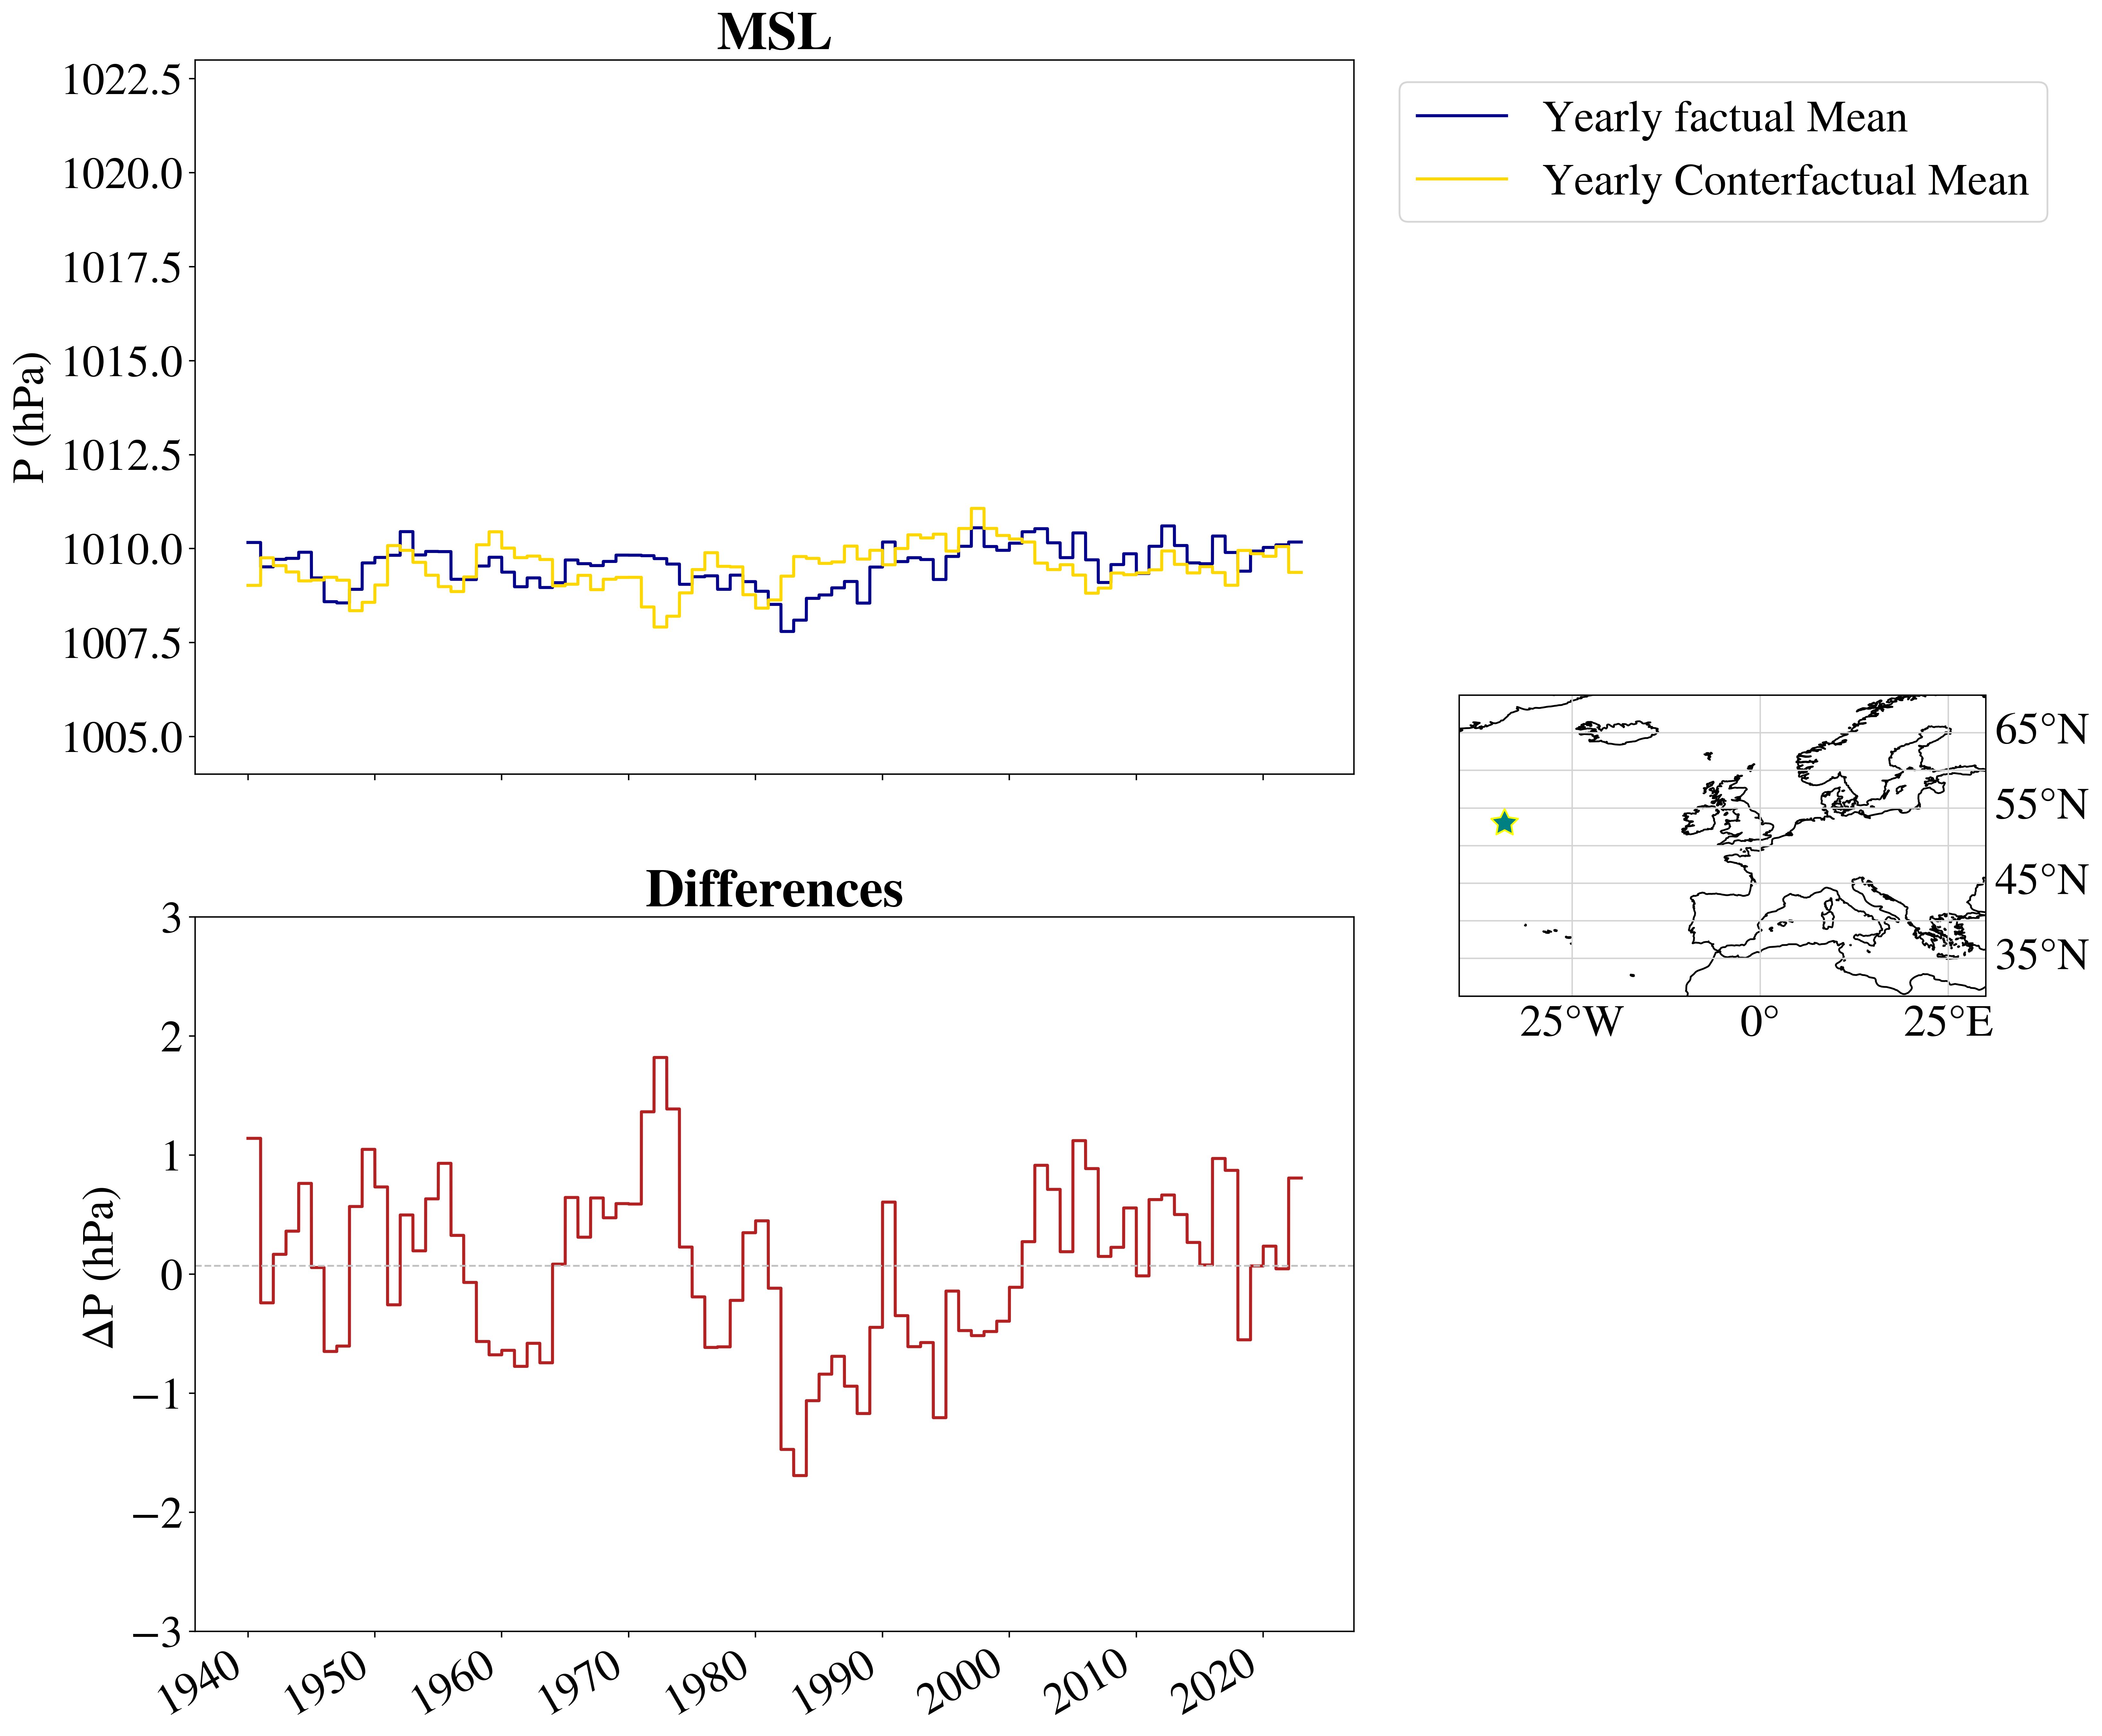 MSL
1022.5
1020.0
1017.5
1015.0
1012.5
1010.0
1007.5
1005.0
P (hPa)
Yearly factual Mean
Yearly Conterfactual Mean
65°N
55°N
45°N
35°N
25°W 0° 25°E
Differences
3
2
1
0
−1
−2
−3
ΔP (hPa)
1940 1950 1960 1970 1980 1990 2000 2010 2020